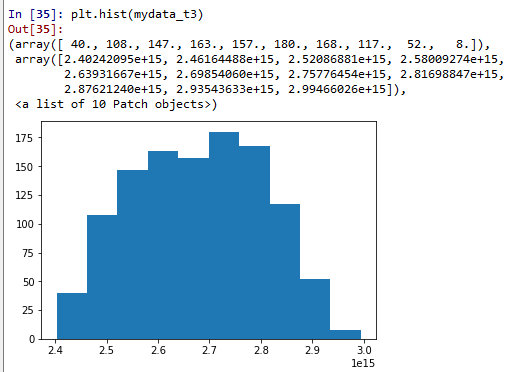 In [35]: plt.hist(mydata_t3)
Out[35]:
(array([ 40., 108., 147., 163., 157., 180., 168., 117.,  52.,   8.]),
 array([2.40242095e+15, 2.46164488e+15, 2.52086881e+15, 2.58009274e+15,
        2.63931667e+15, 2.69854060e+15, 2.75776454e+15, 2.81698847e+15,
        2.87621240e+15, 2.93543633e+15, 2.99466026e+15]),
 <a list of 10 Patch objects>)
175
150
125
100
75
50
25
0
2.4 2.5 2.6 2.7 2.8 2.9 3.0
1e15